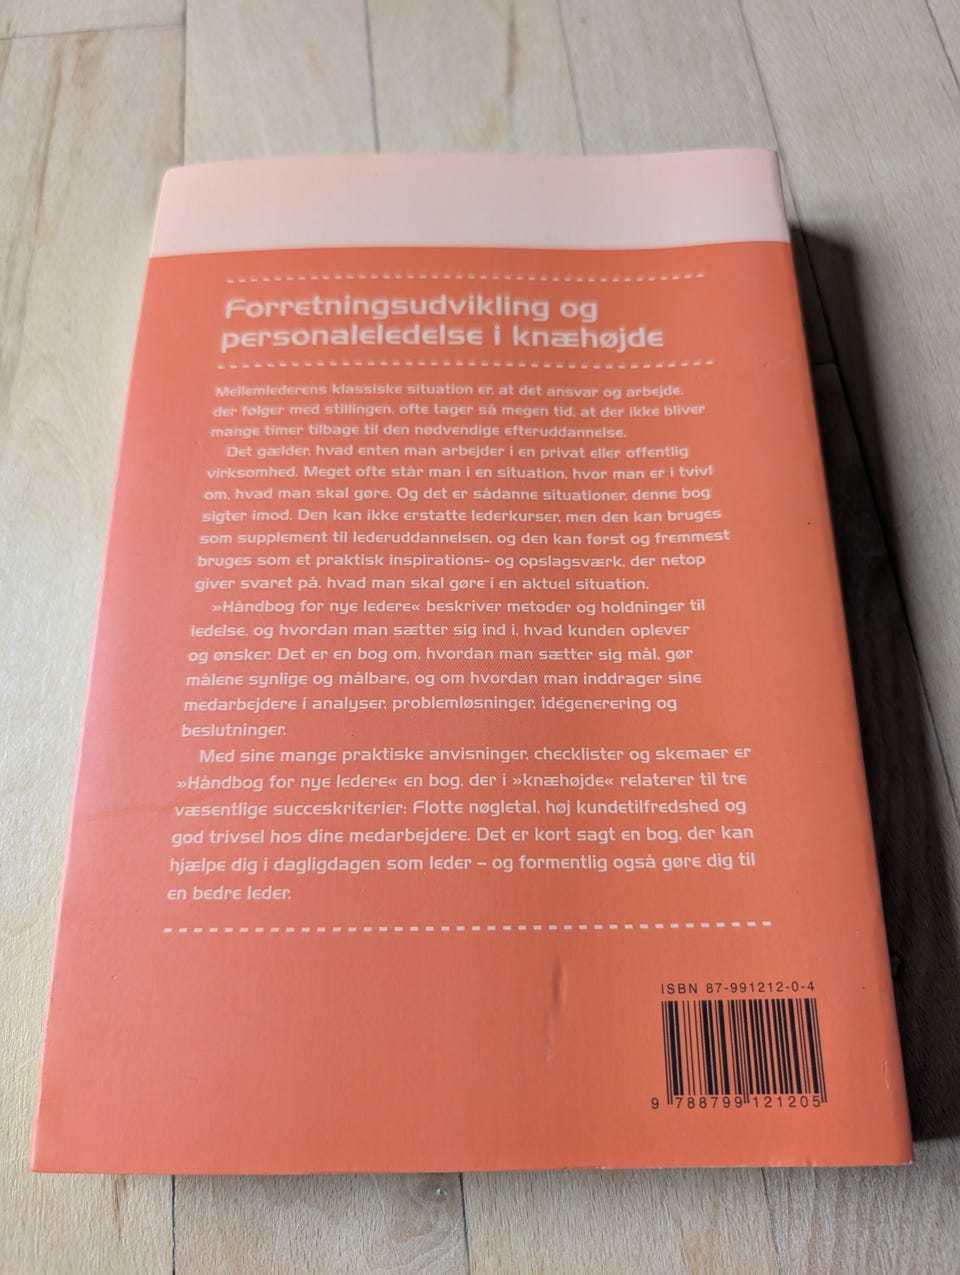 Forretningsudvikling og
personaleledelse i knæhøjde
Mellemlederens klassiske situation er, at det ansvar og arbejde,
der følger med stillingen, ofte tager så megen tid, at der ikke bliver
mange timer tilbage til den nødvendige efteruddannelse.
Det gælder, hvad enten man arbejder i en privat eller offentlig
virksomhed. Meget ofte står man i en situation, hvor man er i tvivl
om, hvad man skal gøre. Og det er sådanne situationer, denne bog
sigter imod. Den kan ikke erstatte lederkurser, men den kan bruges
som supplement til lederuddannelsen, og den kan først og fremmest
bruges som et praktisk inspirations- og opslagsværk, der netop
giver svaret på, hvad man skal gøre i en aktuel situation.
»Håndbog for nye ledere« beskriver metoder og holdninger til
ledelse, og hvordan man sætter sig ind i, hvad kunden oplever
og ønsker. Det er en bog om, hvordan man sætter sig mål, gør
målene synlige og målbare, og om hvordan man inddrager sine
medarbejdere i analyser, problemløsninger, idégenerering og
beslutninger.
Med sine mange praktiske anvisninger, checklister og skemaer er
»Håndbog for nye ledere« en bog, der i »knæhøjde« relaterer til tre
væsentlige succeskriterier: Flotte nøgletal, høj kundetilfredshed og
god trivsel hos dine medarbejdere. Det er kort sagt en bog, der kan
hjælpe dig i dagligdagen som leder – og formentlig også gøre dig til
en bedre leder.
ISBN 87-991212-0-4
9 788799 121205